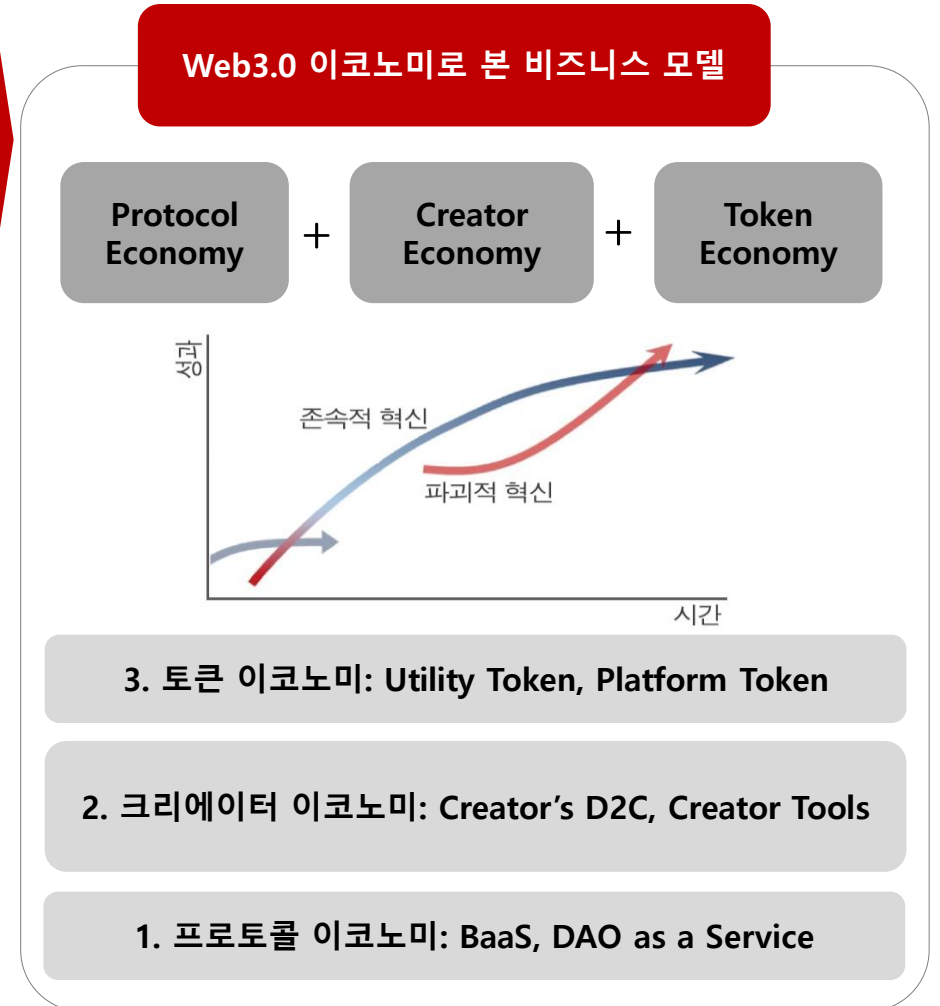 Web3.0 이코노미로 본 비즈니스 모델
Protocol
Economy
+
Creator
Economy
+
Token
Economy
성과
존속적 혁신
파괴적 혁신
시간
3. 토큰 이코노미: Utility Token, Platform Token
2. 크리에이터 이코노미: Creator’s D2C, Creator Tools
1. 프로토콜 이코노미: BaaS, DAO as a Service